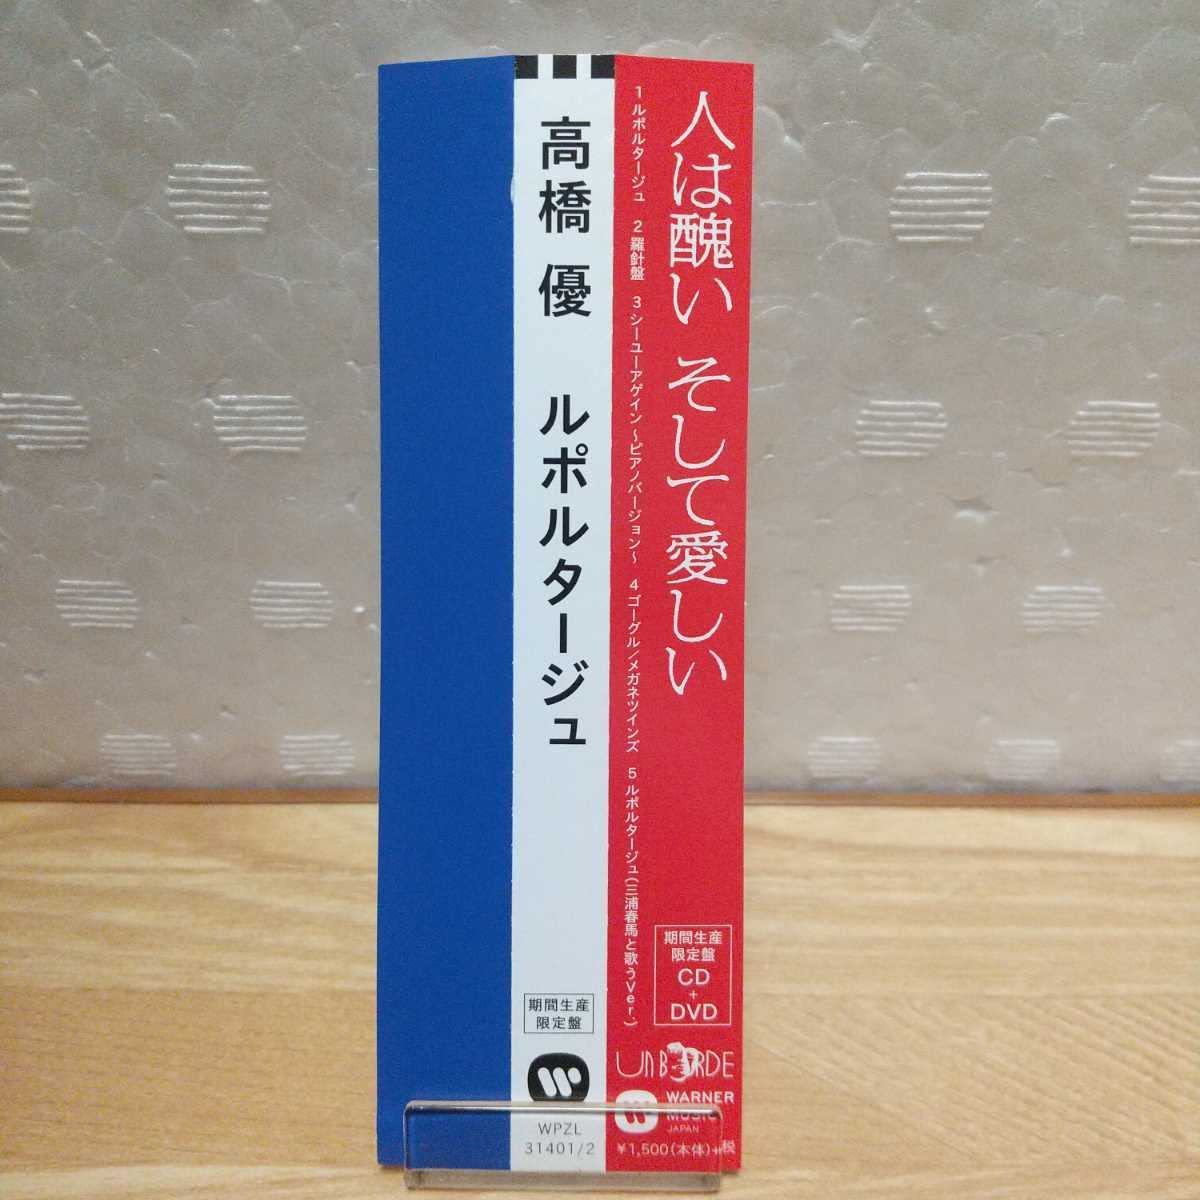 人は醜い そして愛しい
1 ルポルタージュ 2 羅針盤 3 シーユーアゲイン~ピアノバージョン~ 4 ゴーグル/メガネツインズ 5 ルポルタージュ(三浦春馬と歌うVer.)
期間生産
限定盤
CD
+
DVD
UNBORDE
WARNER
MUSIC
JAPAN
¥1,500(本体)+税
高橋 優 ルポルタージュ
期間生産
限定盤
WPZL
31401/2